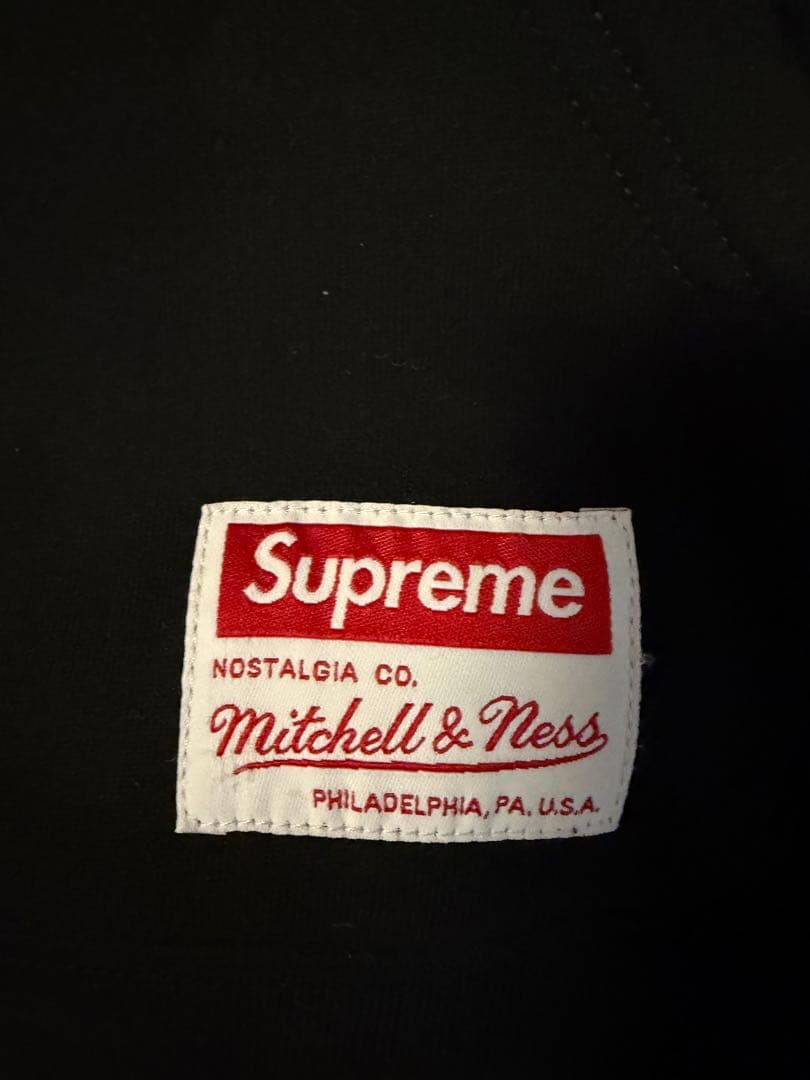 Supreme
NOSTALGIA CO.
Mitchell & Ness
PHILADELPHIA, PA. U.S.A.